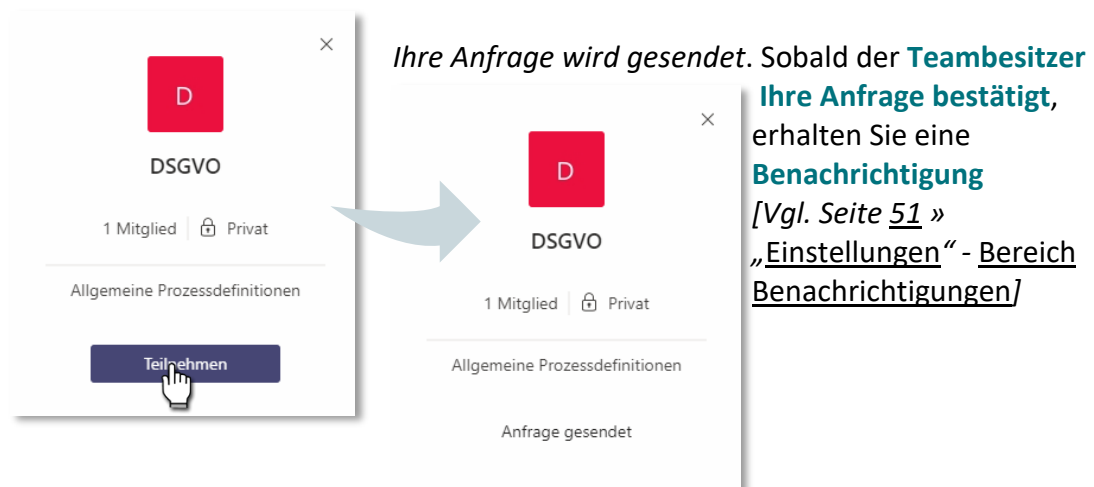 D
DSGVO
1 Mitglied Privat
Allgemeine Prozessdefinitionen
Teilnehmen
Ihre Anfrage wird gesendet. Sobald der Teambesitzer
Ihre Anfrage bestätigt,
erhalten Sie eine
Benachrichtigung
[Vgl. Seite 51 »
„Einstellungen“ - Bereich
Benachrichtigungen]
D
DSGVO
1 Mitglied Privat
Allgemeine Prozessdefinitionen
Anfrage gesendet